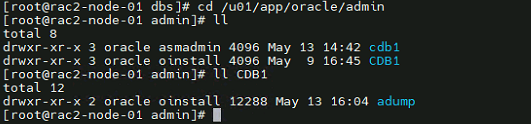 [root@rac2-node-01 dbs]# cd /u01/app/oracle/admin
[root@rac2-node-01 admin]# ll
total 8
drwxr-xr-x 3 oracle asmadmin 4096 May 13 14:42 cdb1
drwxr-xr-x 3 oracle oinstall 4096 May  9 16:45 CDB1
[root@rac2-node-01 admin]# ll CDB1
total 12
drwxr-xr-x 2 oracle oinstall 12288 May 13 16:04 adump
[root@rac2-node-01 admin]#